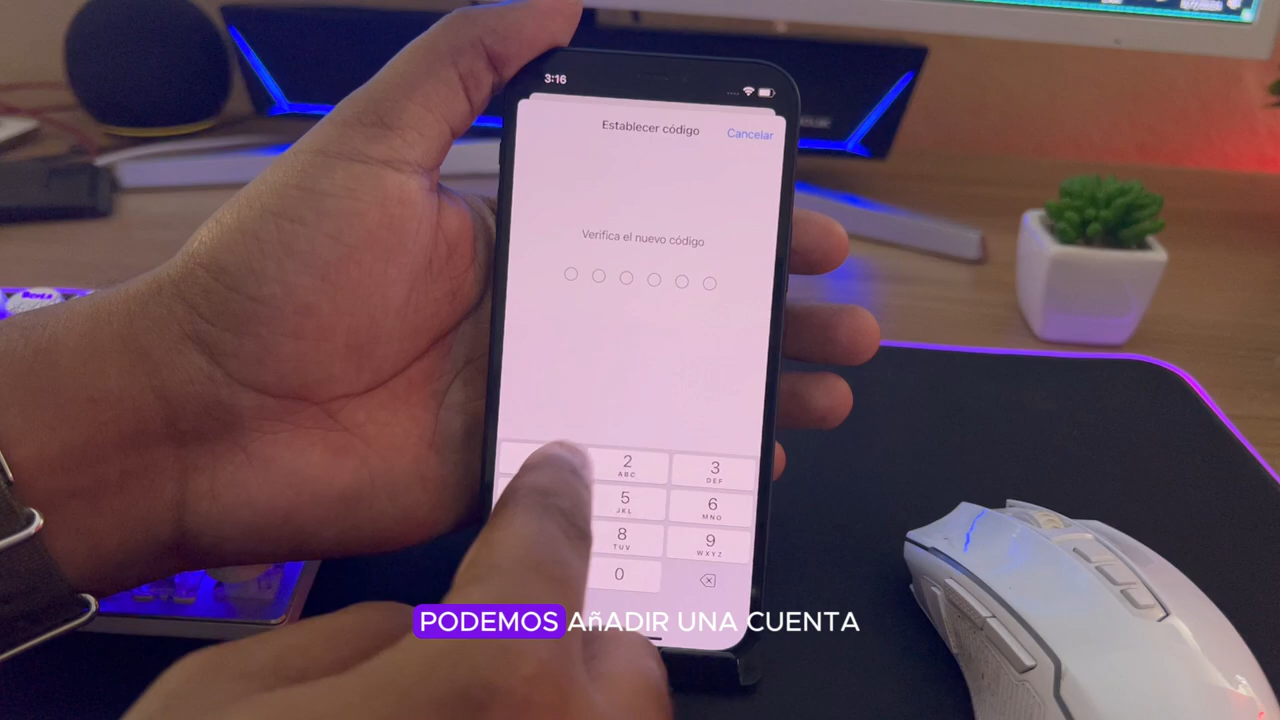 3:16
Establecer código
Cancelar
Verifica el nuevo código
2
ABC
3
DEF
5
JKL
6
MNO
8
TUV
9
WXYZ
0
PODEMOS AñADIR UNA CUENTA